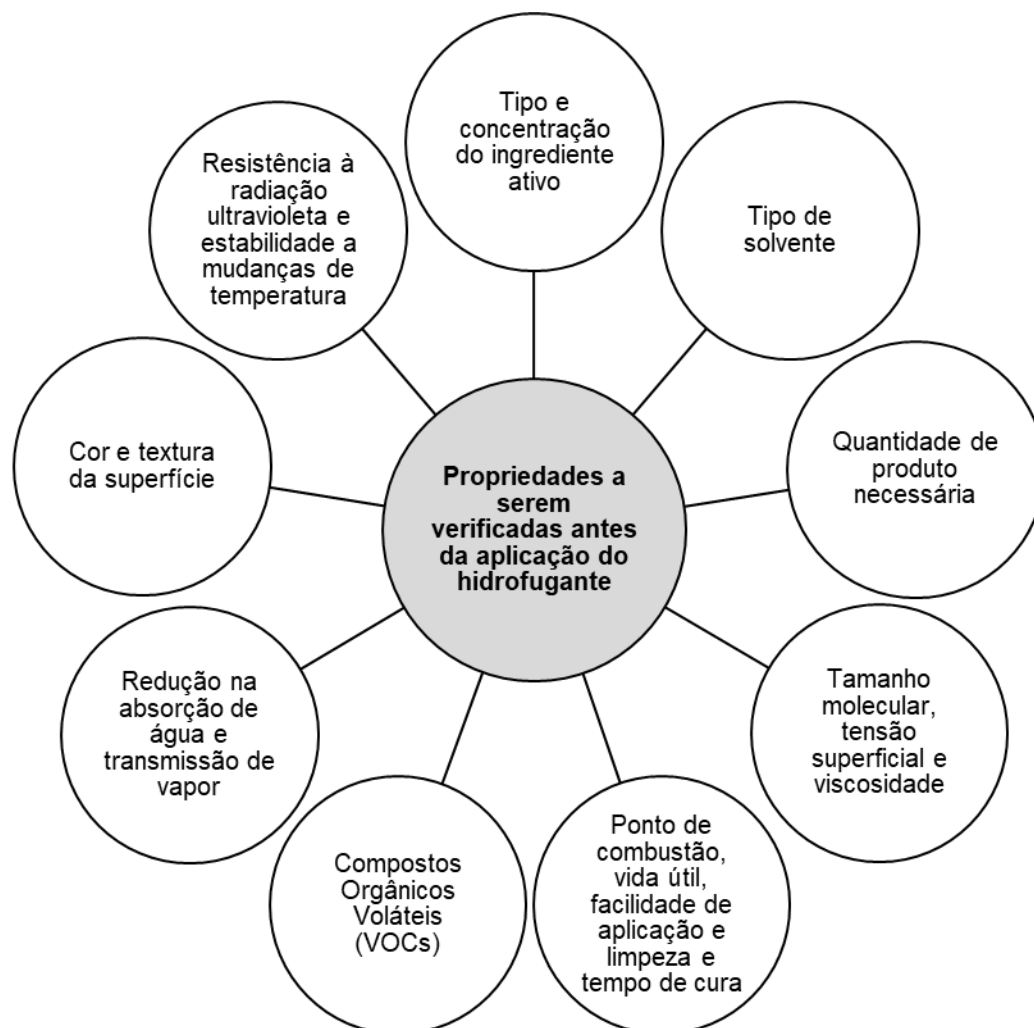 Tipo e
concentração
do ingrediente
ativo
Tipo de
solvente
Quantidade de
produto
necessária
Tamanho
molecular,
tensão
superficial e
viscosidade
Ponto de
combustão,
vida útil,
facilidade de
aplicação e
limpeza e
tempo de cura
Compostos
Orgânicos
Voláteis
(VOCs)
Redução na
absorção de
água e
transmissão de
vapor
Cor e textura
da superfície
Resistência à
radiação
ultravioleta e
estabilidade a
mudanças de
temperatura
Propriedades a
serem
verificadas antes
da aplicação do
hidrofugante